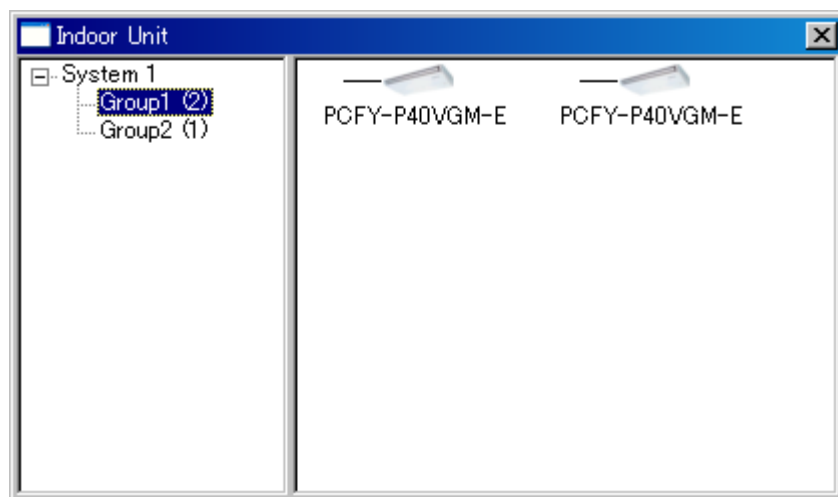 Indoor Unit
System 1
Group1 (2)
Group2 (1)
PCFY-P40VGM-E
PCFY-P40VGM-E